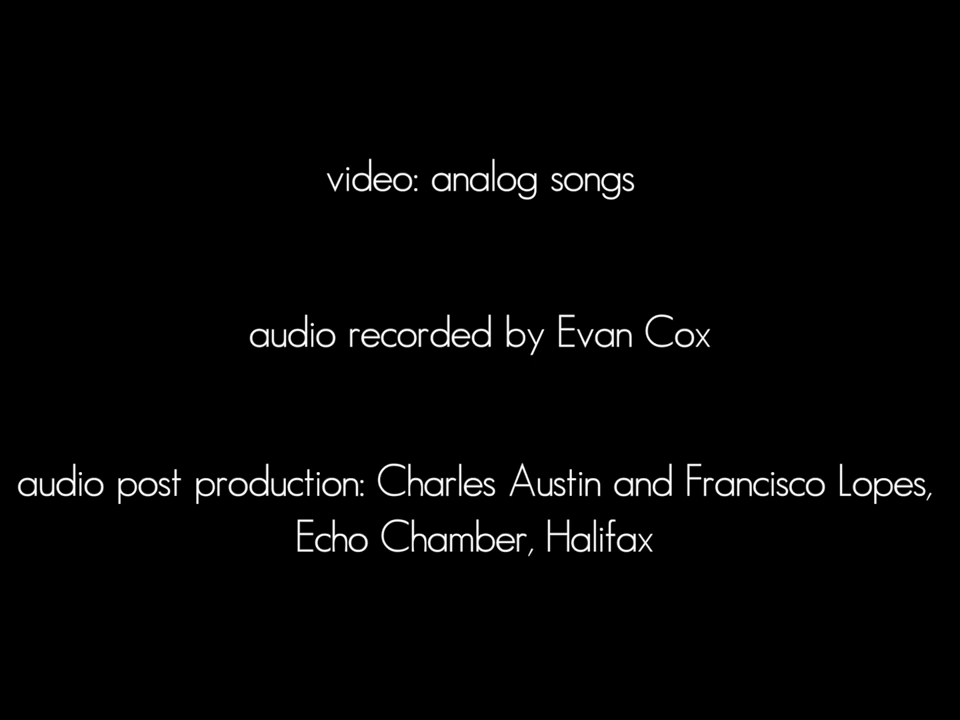 video: analog songs
audio recorded by Evan Cox
audio post production: Charles Austin and Francisco Lopes,
Echo Chamber, Halifax